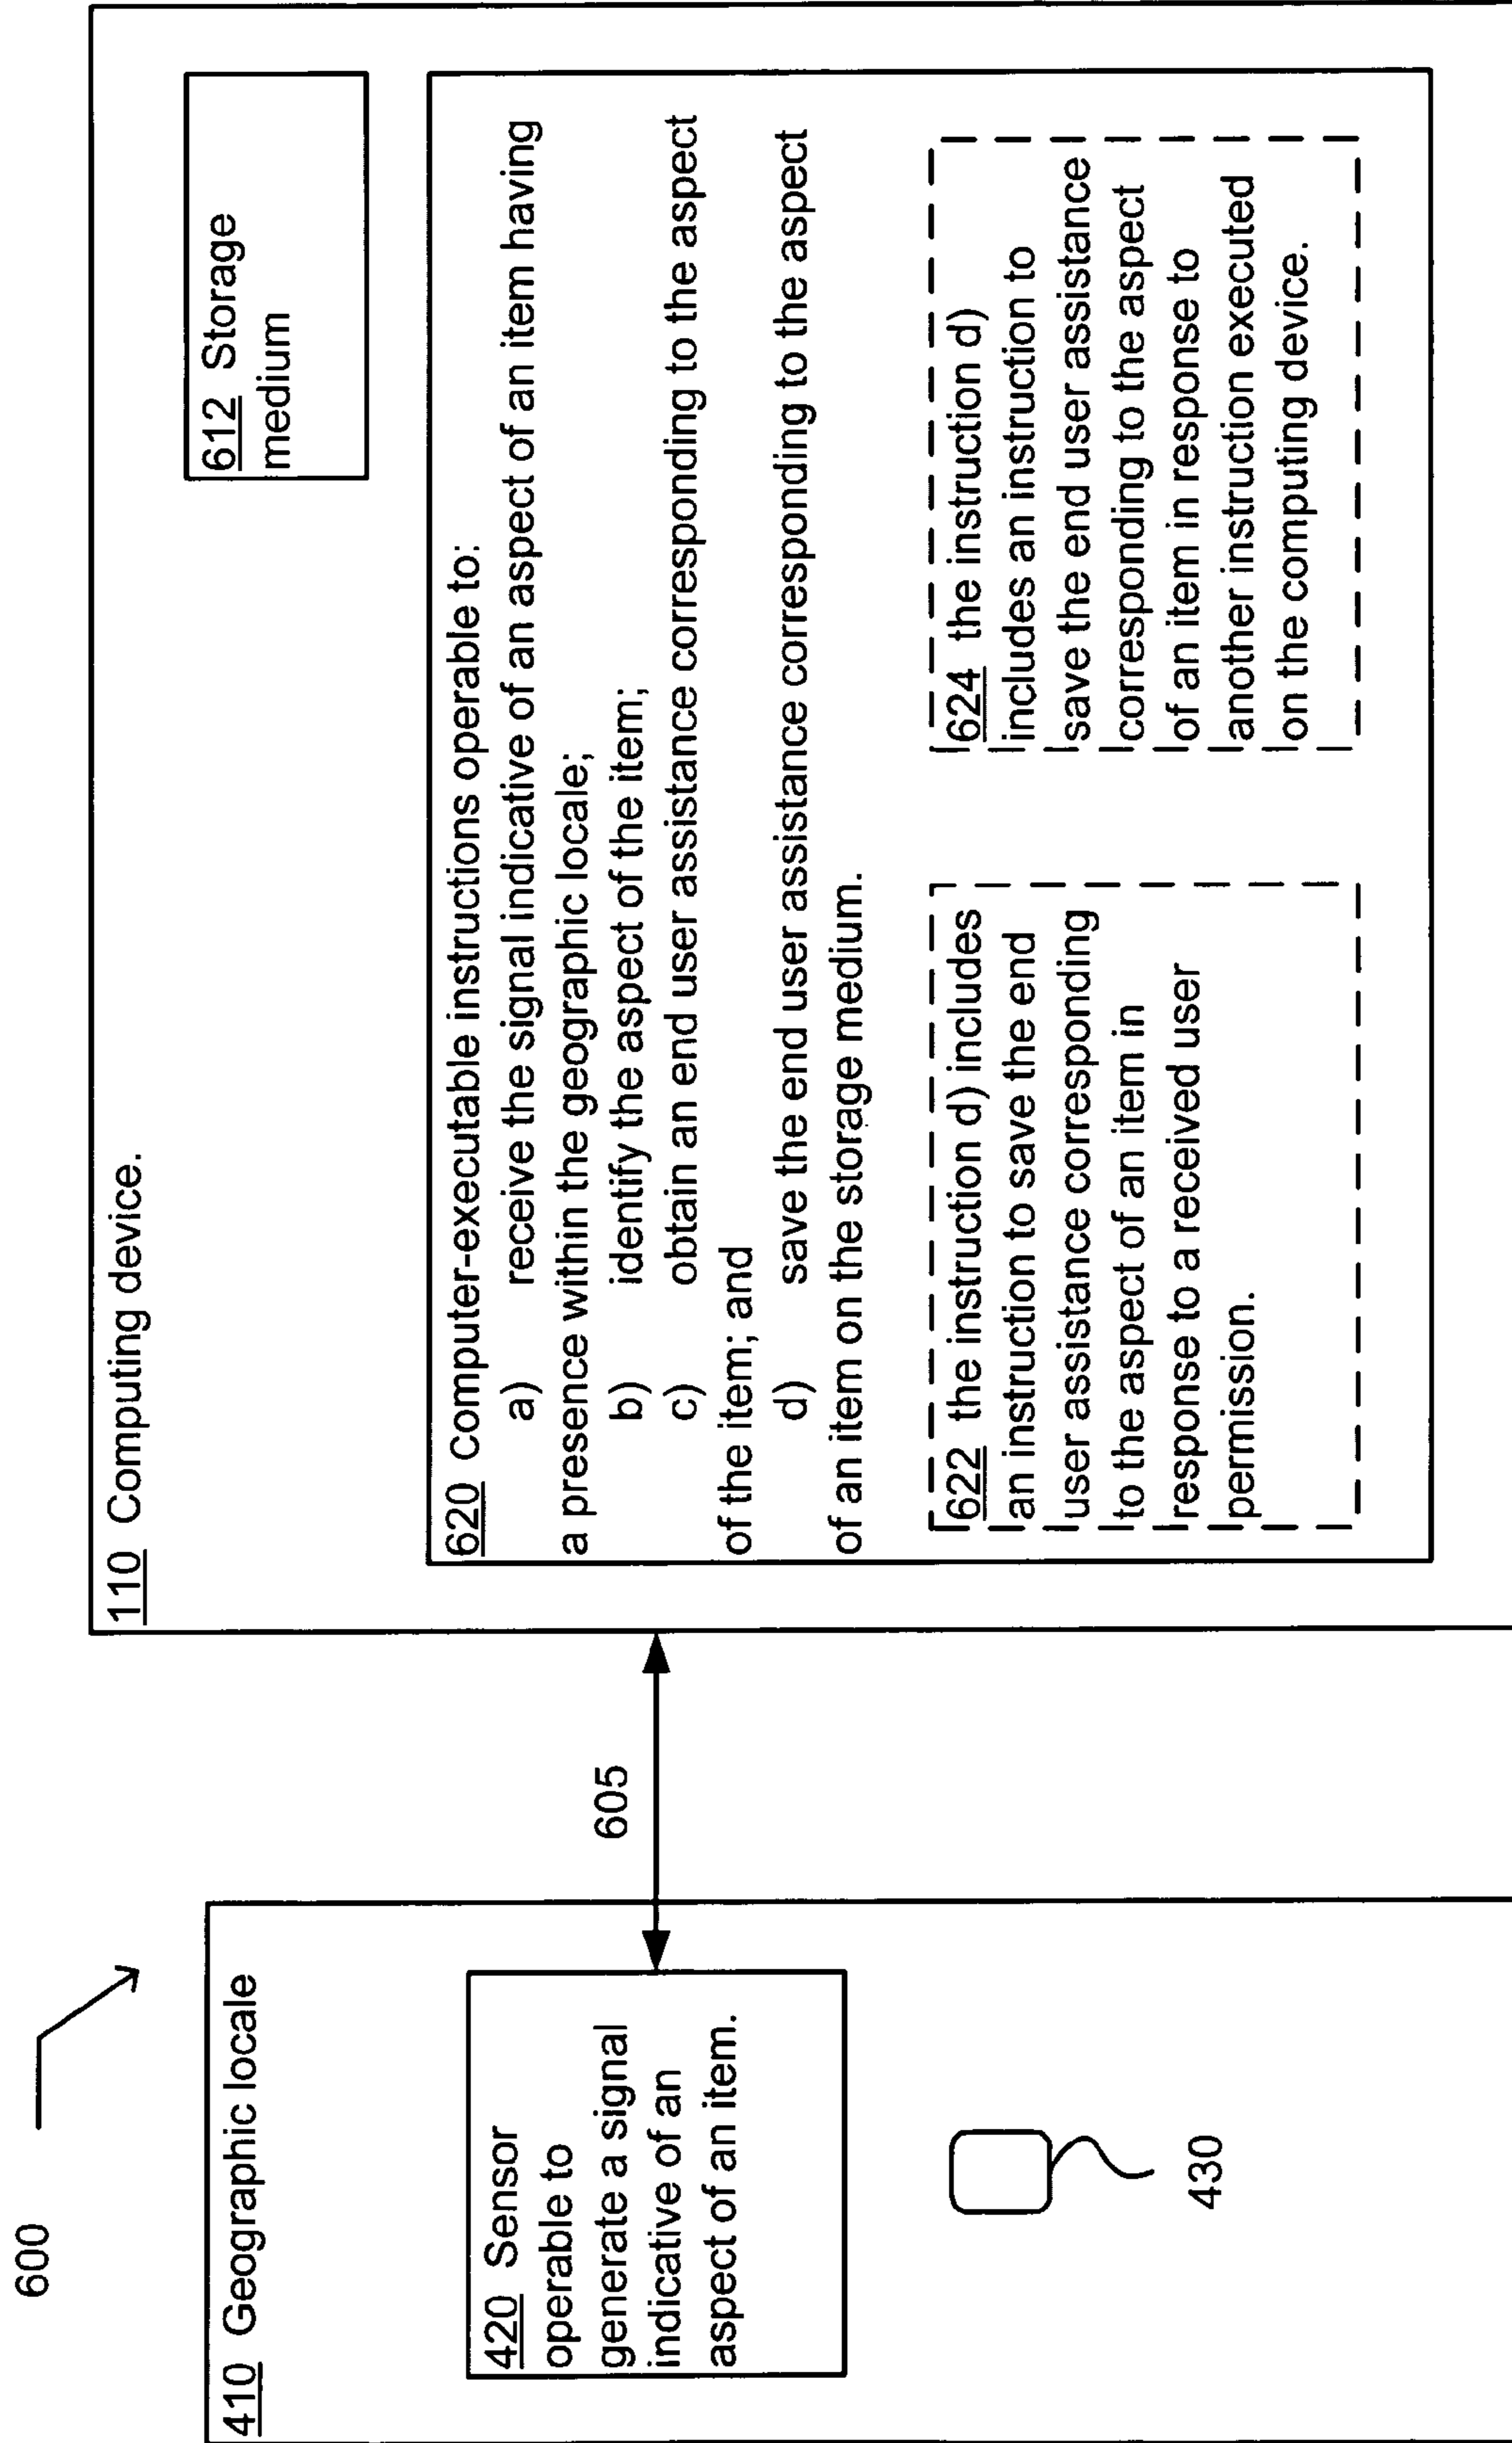 600
410 Geographic locale
420 Sensor
operable to
generate a signal
indicative of an
aspect of an item.
430
605
110 Computing device.
612 Storage
medium
620 Computer-executable instructions operable to:
a) receive the signal indicative of an aspect of an item having
a presence within the geographic locale;
b) identify the aspect of the item;
c) obtain an end user assistance corresponding to the aspect
of the item; and
d) save the end user assistance corresponding to the aspect
of an item on the storage medium.
622 the instruction d) includes
an instruction to save the end
user assistance corresponding
to the aspect of an item in
response to a received user
permission.
624 the instruction d)
includes an instruction to
save the end user assistance
corresponding to the aspect
of an item in response to
another instruction executed
on the computing device.